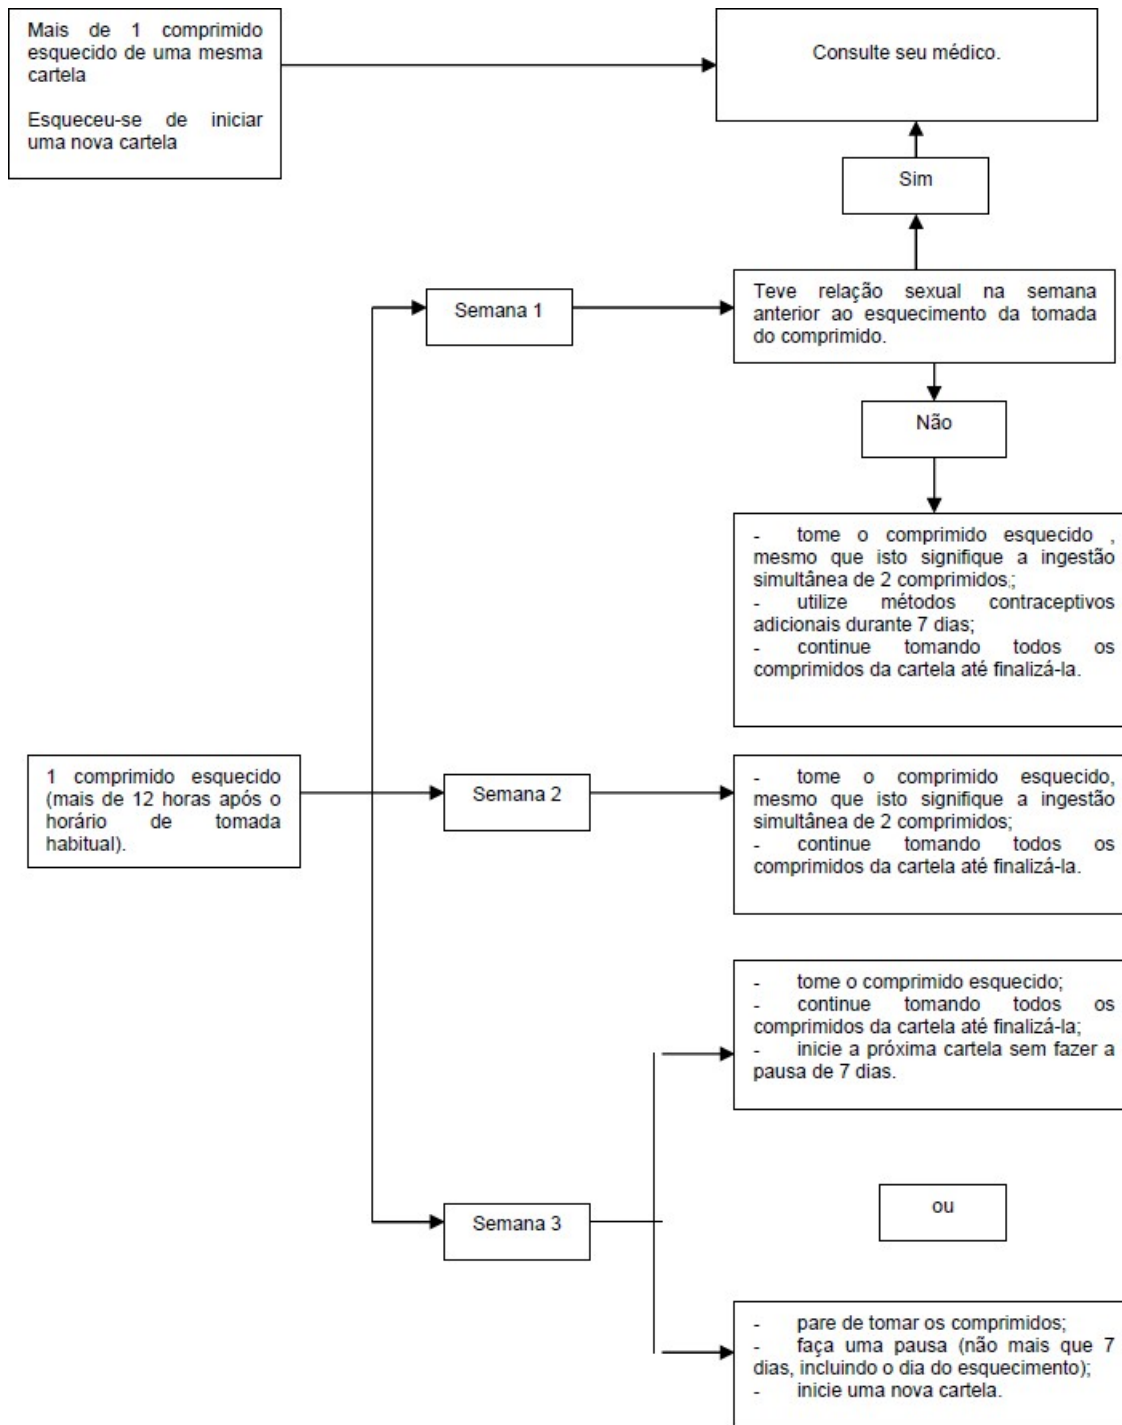 Mais de 1 comprimido
esquecido de uma mesma
cartela
Esqueceu-se de iniciar
uma nova cartela
Consulte seu médico.
Sim
Semana 1
Teve relação sexual na semana
anterior ao esquecimento da tomada
do comprimido.
Não
- tome o comprimido esquecido ,
mesmo que isto signifique a ingestão
simultânea de 2 comprimidos.;
- utilize métodos contraceptivos
adicionais durante 7 dias;
- continue tomando todos os
comprimidos da cartela até finalizá-la.
1 comprimido esquecido
(mais de 12 horas após o
horário de tomada
habitual).
Semana 2
- tome o comprimido esquecido,
mesmo que isto signifique a ingestão
simultânea de 2 comprimidos;
- continue tomando todos os
comprimidos da cartela até finalizá-la.
Semana 3
- tome o comprimido esquecido;
- continue tomando todos os
comprimidos da cartela até finalizá-la;
- inicie a próxima cartela sem fazer a
pausa de 7 dias.
ou
- pare de tomar os comprimidos;
- faça uma pausa (não mais que 7
dias, incluindo o dia do esquecimento);
- inicie uma nova cartela.